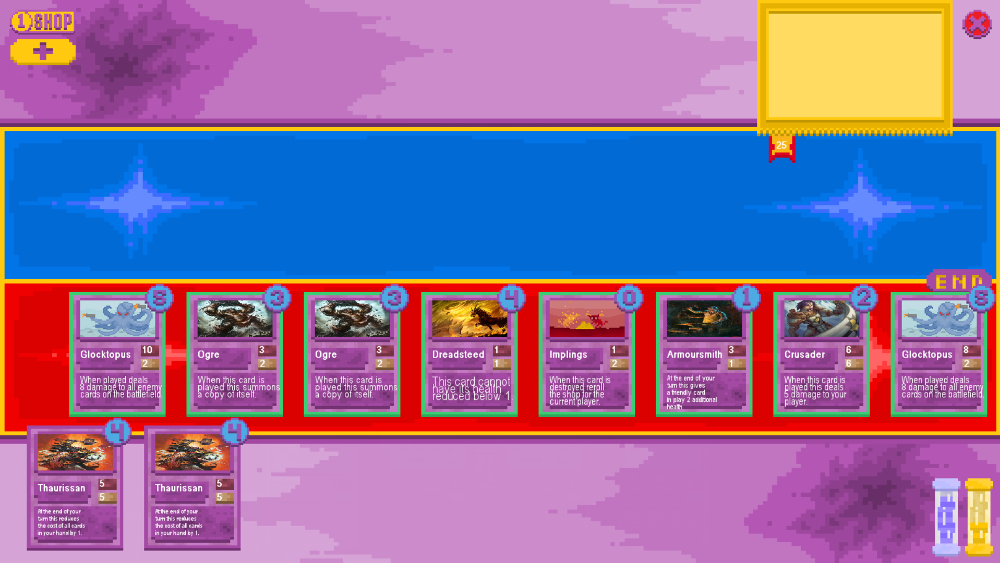 1 SHOP
+
25
END
8
3
3
4
0
1
2
8
Glocktopus 10
2
When played deals
8 damage to all enemy
cards on the battlefield.
Ogre 3
2
When this card is
played this summons
a copy of itself.
Ogre 3
2
When this card is
played this summons
a copy of itself.
Dreadsteed 1
1
This card cannot
have its health
reduced below 1.
Implings 1
2
When this card is
destroyed reroll
the shop for the
current player.
Armoursmith 3
1
At the end of your
turn this gives
a friendly card
in play 2 additional
health
Crusader 6
6
When this card is
played this deals
5 damage to your
player.
Glocktopus 8
2
When played deals
8 damage to all enemy
cards on the battlefield.
4
4
Thaurissan 5
5
At the end of your
turn this reduces
the cost of all cards
in your hand by 1.
Thaurissan 5
5
At the end of your
turn this reduces
the cost of all cards
in your hand by 1.